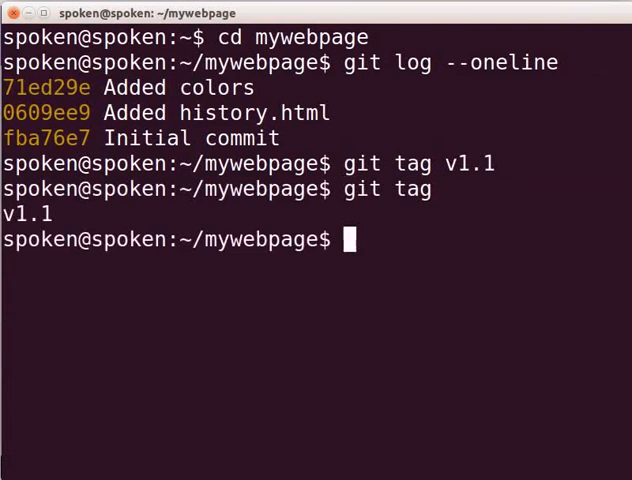 spoken@spoken: ~/mywebpage
spoken@spoken:~$ cd mywebpage
spoken@spoken:~/mywebpage$ git log --oneline
71ed29e Added colors
0609ee9 Added history.html
fba76e7 Initial commit
spoken@spoken:~/mywebpage$ git tag v1.1
spoken@spoken:~/mywebpage$ git tag
v1.1
spoken@spoken:~/mywebpage$